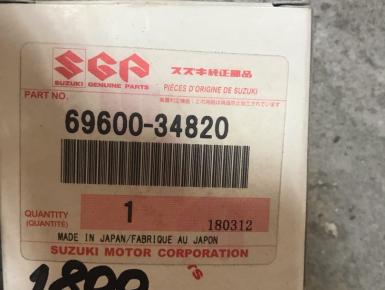 SGP スズキ純正部品
SUZUKI GENUINE PARTS PIÈCES D'ORIGINE DE SUZUKI
PART NO.
69600-34820
QUANTITY
(QUANTITÉ)
1
180312
MADE IN JAPAN/FABRIQUE AU JAPON
SUZUKI MOTOR CORPORATION